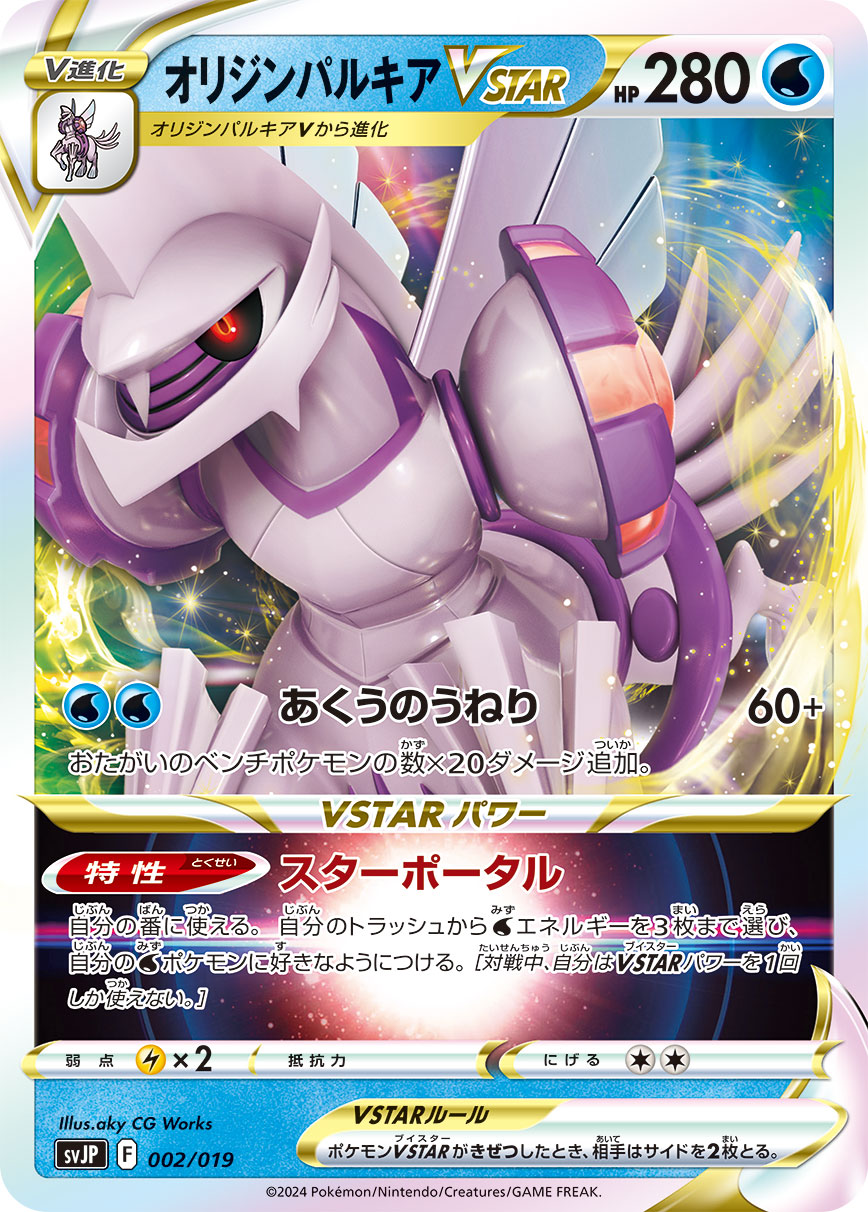 V進化
オリジンパルキア VSTAR HP 280
オリジンパルキアVから進化
あくうのうねり 60+
おたがいのベンチポケモンの数×20ダメージ追加。
VSTARパワー
特性 スターポータル
自分の番に使える。自分のトラッシュからエネルギーを3枚まで選び、
自分のポケモンに好きなようにつける。[対戦中、自分はVSTARパワーを1回
しか使えない。]
弱点 ×2 抵抗力 にげる
Illus.aky CG Works
VSTARルール
ポケモンVSTARがきぜつしたとき、相手はサイドを2枚とる。
svJP F 002/019
©2024 Pokémon/Nintendo/Creatures/GAME FREAK.